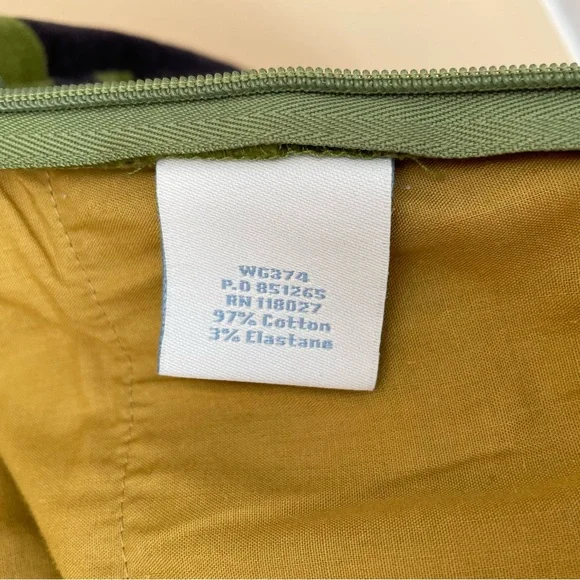 WG374
P.O 851265
RN 118027
97% Cotton
3% Elastane